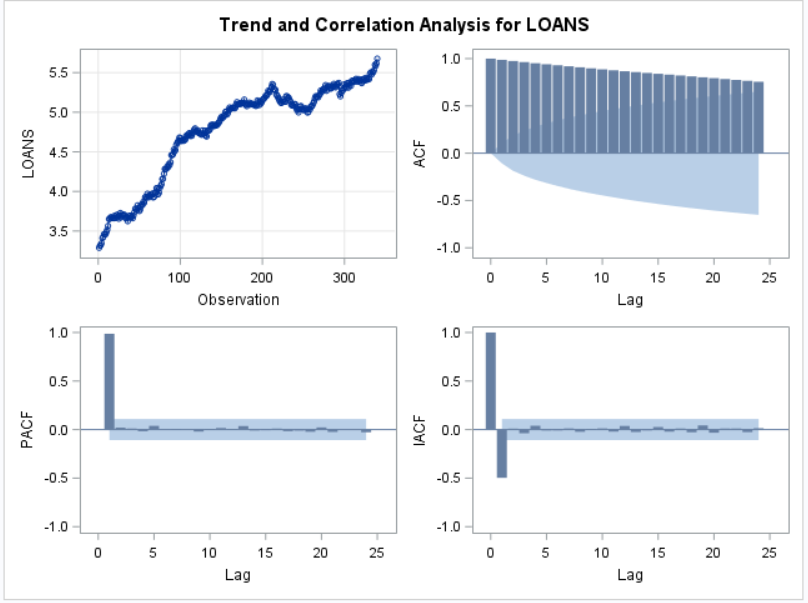 Trend and Correlation Analysis for LOANS
5.5
5.0
4.5
4.0
3.5
LOANS
0 100 200 300
Observation
1.0
0.5
0.0
-0.5
-1.0
ACF
0 5 10 15 20 25
Lag
1.0
0.5
0.0
-0.5
-1.0
PACF
0 5 10 15 20 25
Lag
1.0
0.5
0.0
-0.5
-1.0
IACF
0 5 10 15 20 25
Lag